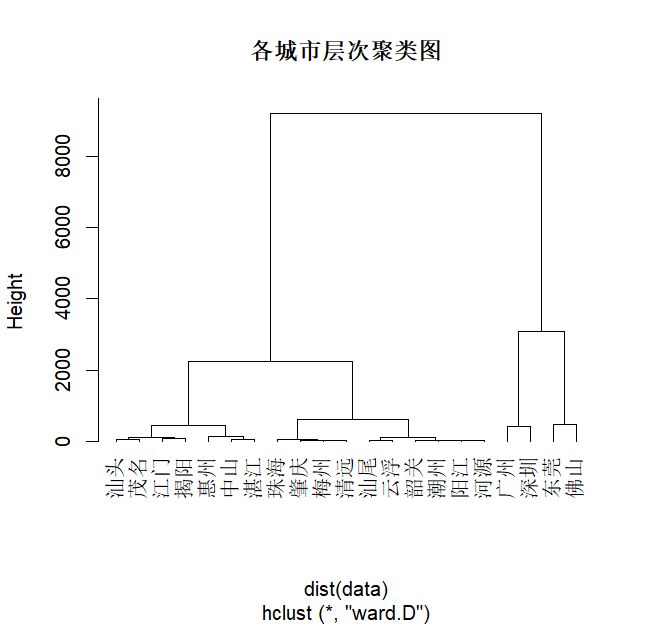 各城市层次聚类图
8000
6000
4000
2000
0
Height
汕头
茂名
江门
揭阳
惠州
中山
湛江
珠海
肇庆
梅州
清远
汕尾
云浮
韶关
潮州
阳江
河源
广州
深圳
东莞
佛山
dist(data)
hclust (*, "ward.D")